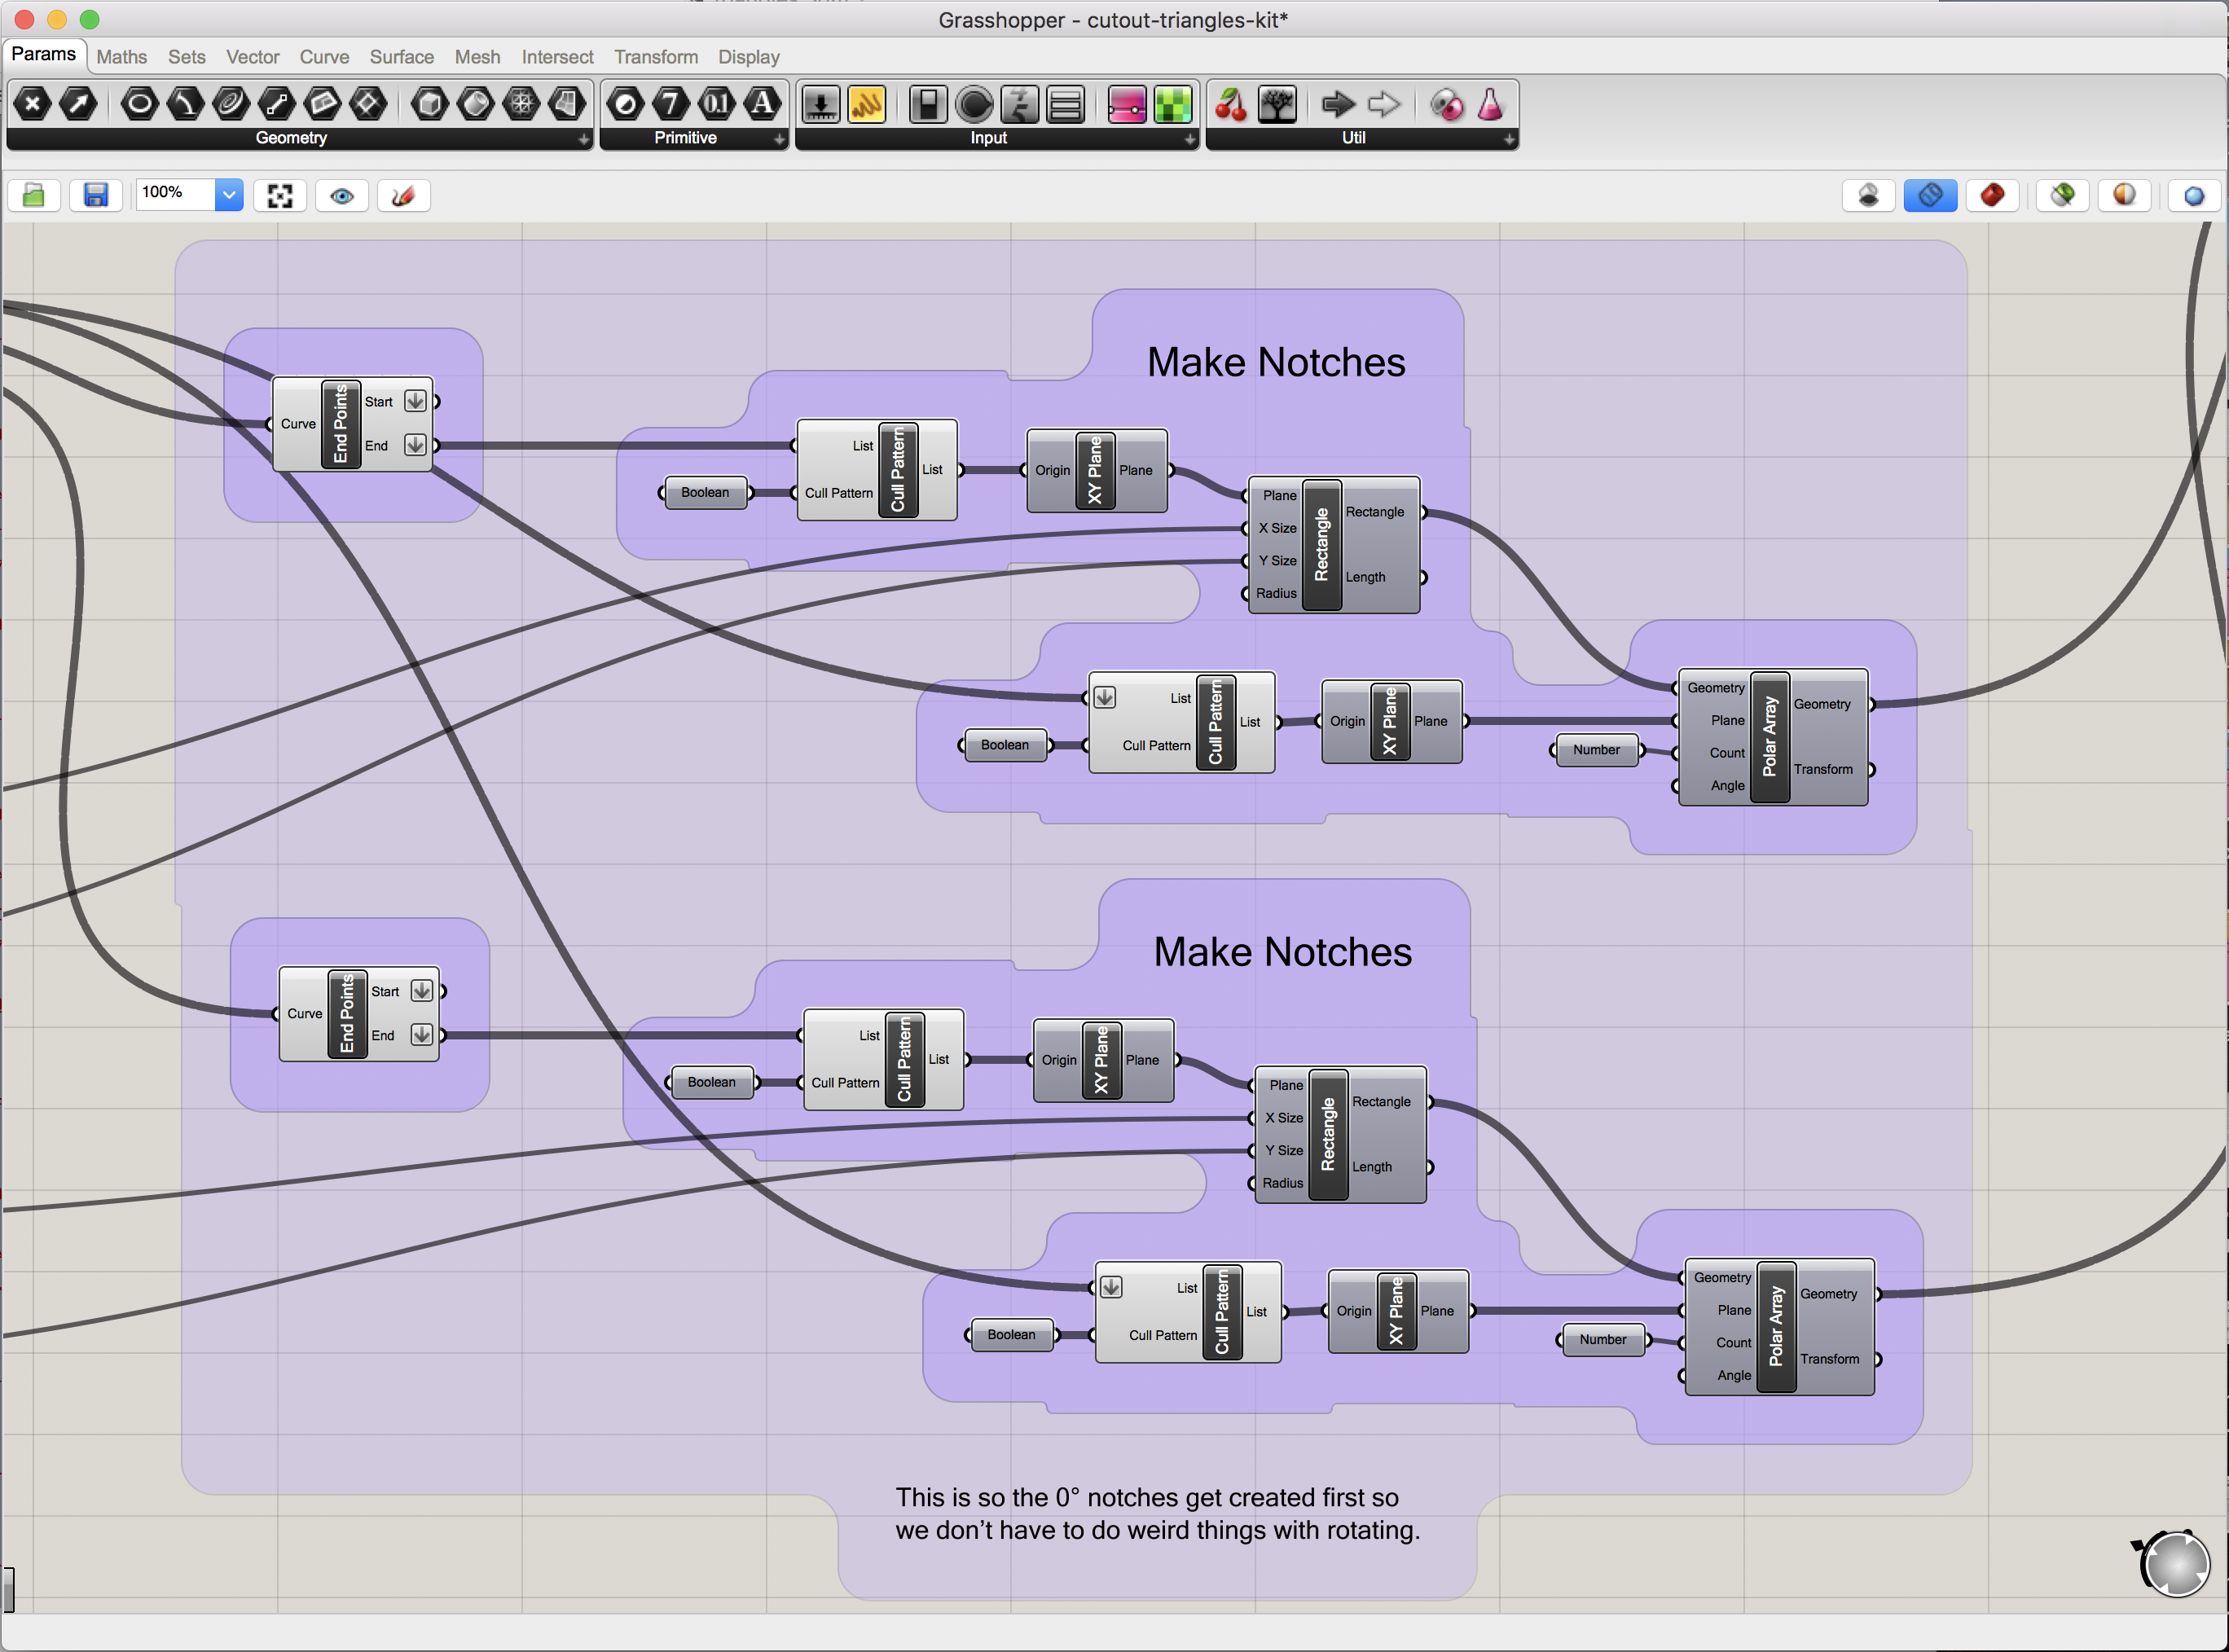 Grasshopper - cutout-triangles-kit*
Params Maths Sets Vector Curve Surface Mesh Intersect Transform Display
7 0.1 A
Geometry Primitive Input Util
100%
Make Notches
Curve End Points Start End
List Cull Pattern Cull Pattern List
Boolean
Origin XY Plane Plane
Plane X Size Y Size Radius Rectangle Rectangle Length
List Cull Pattern Cull Pattern List
Boolean
Origin XY Plane Plane
Number
Geometry Plane Count Angle Polar Array Geometry Transform
Make Notches
Curve End Points Start End
List Cull Pattern Cull Pattern List
Boolean
Origin XY Plane Plane
Plane X Size Y Size Radius Rectangle Rectangle Length
List Cull Pattern Cull Pattern List
Boolean
Origin XY Plane Plane
Number
Geometry Plane Count Angle Polar Array Geometry Transform
This is so the 0° notches get created first so
we don’t have to do weird things with rotating.